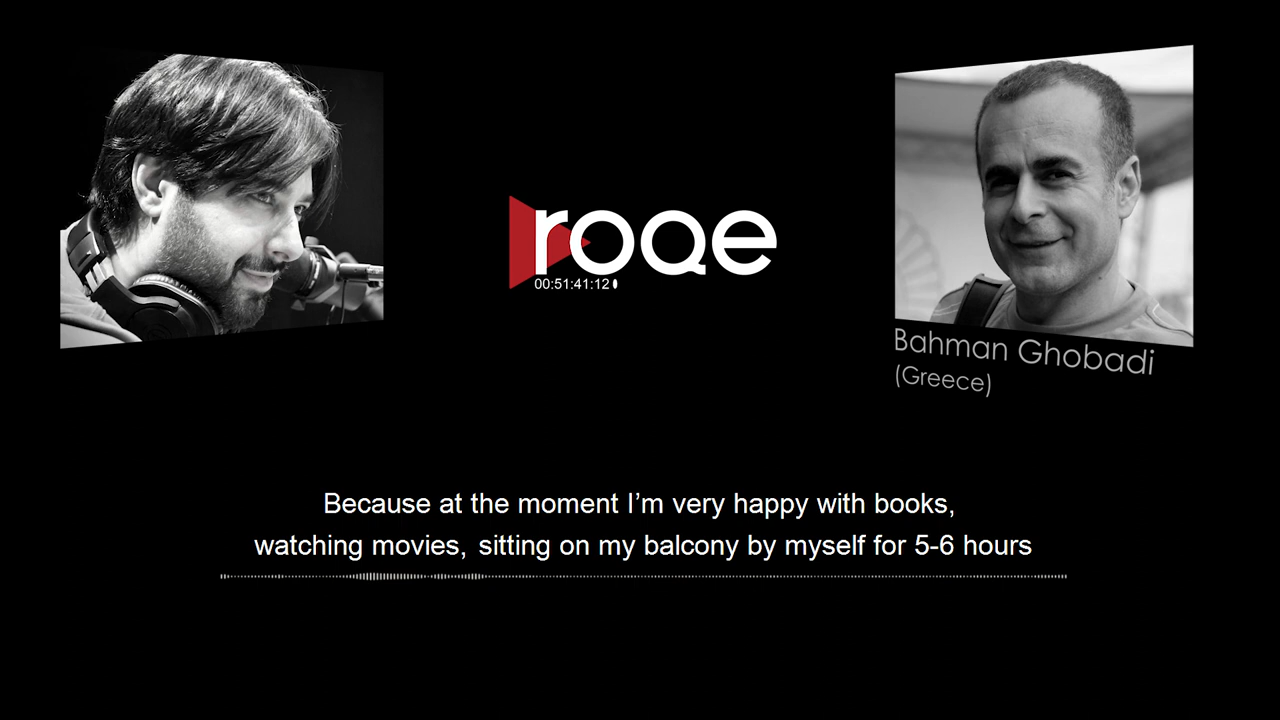 roqe
00:51:41:12
Bahman Ghobadi
(Greece)
Because at the moment I’m very happy with books,
watching movies, sitting on my balcony by myself for 5-6 hours